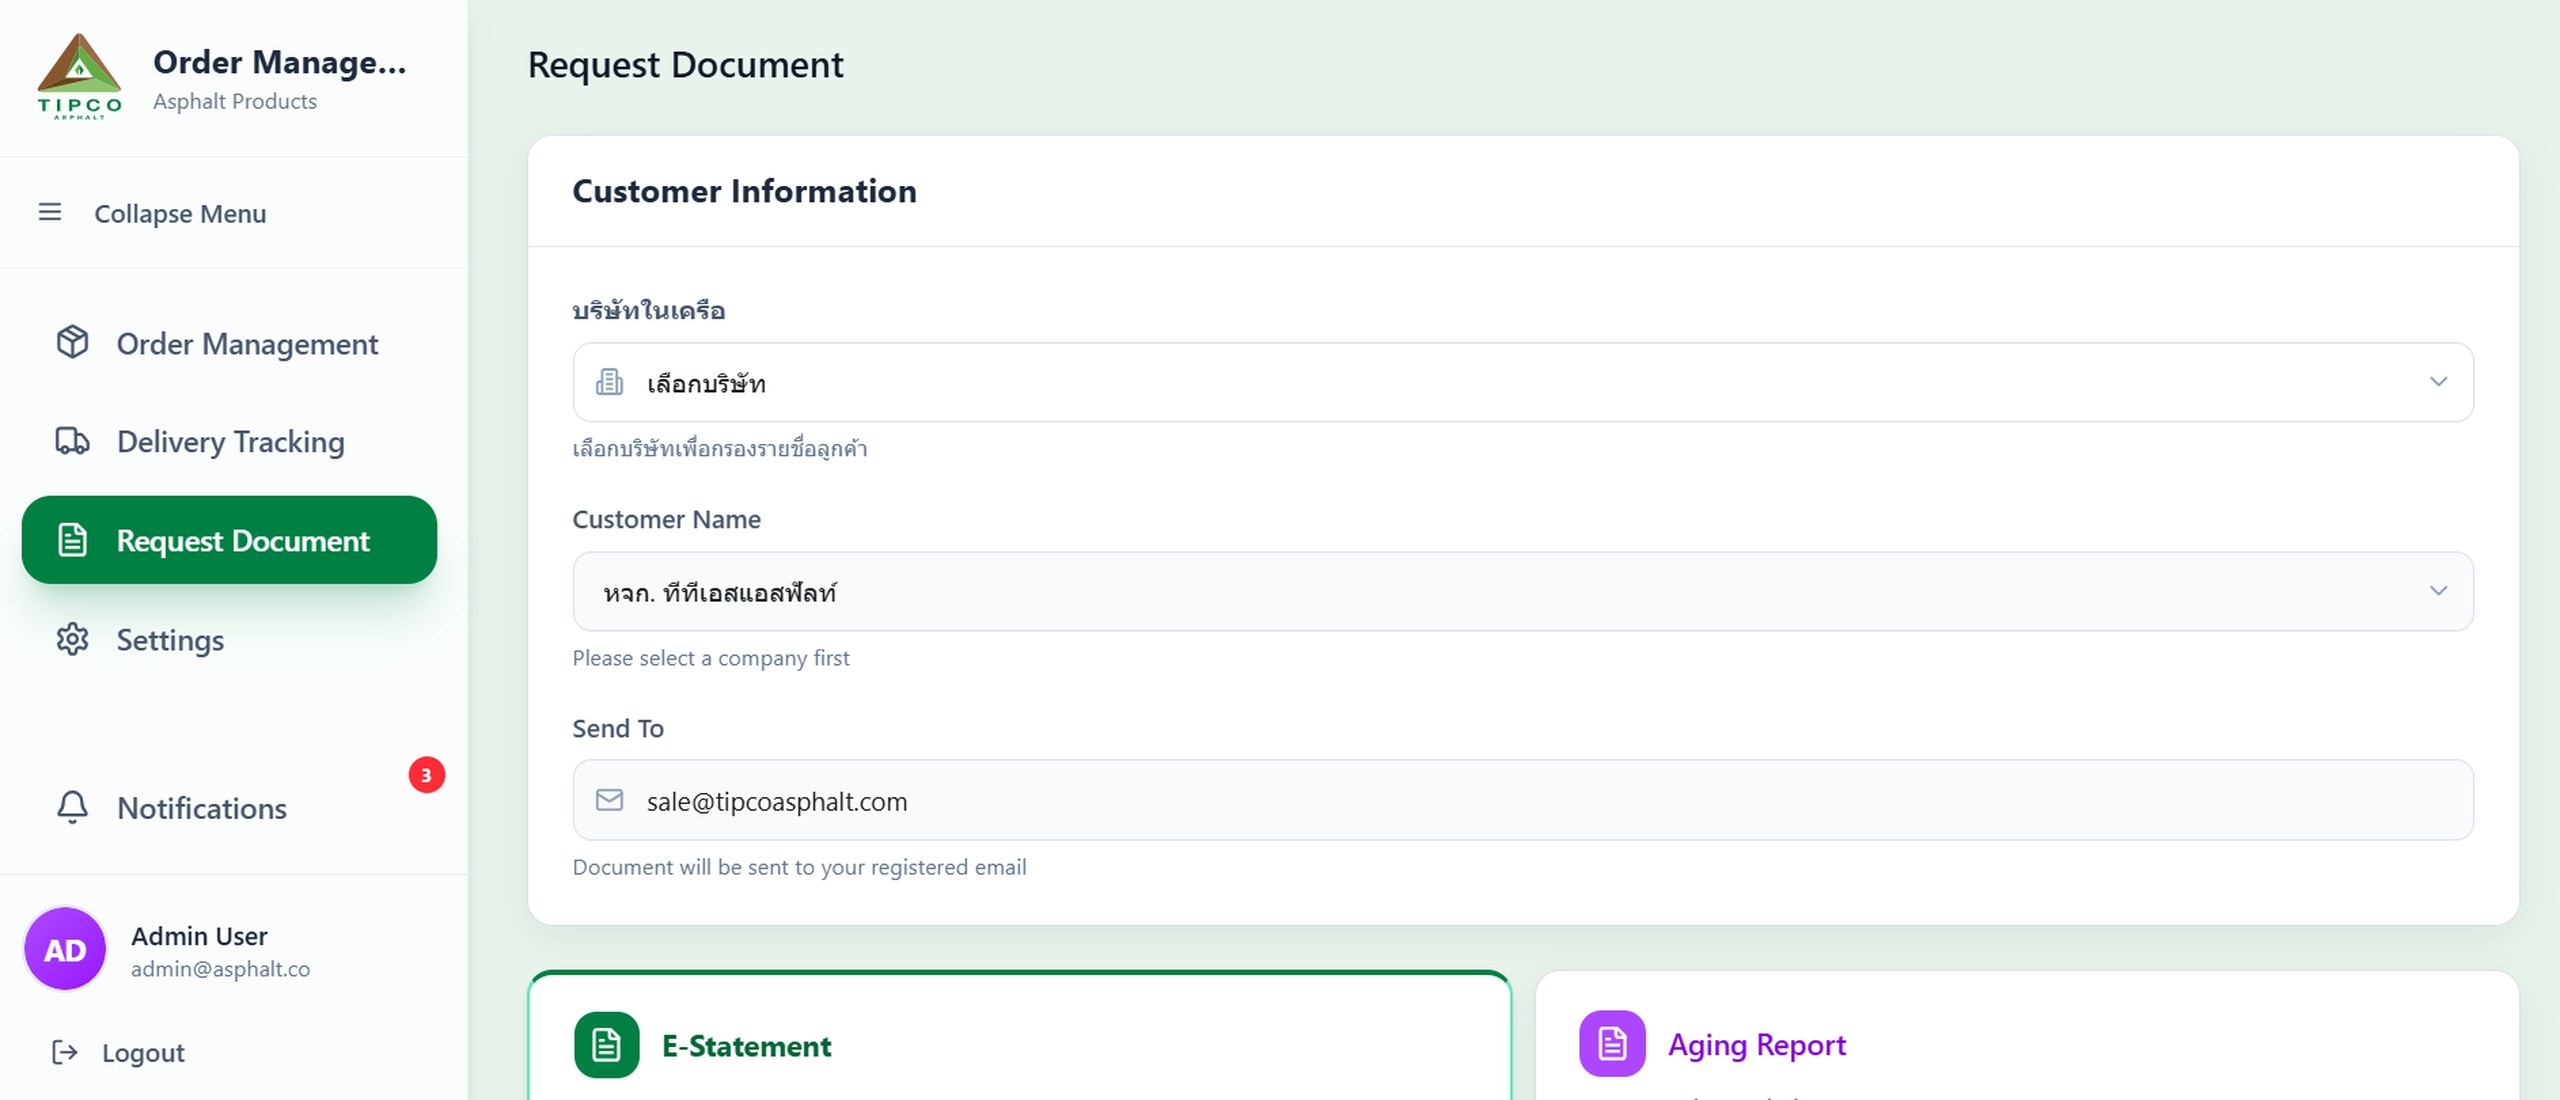 Order Manage...
Asphalt Products
TIPCO
ASPHALT
Collapse Menu
Order Management
Delivery Tracking
Request Document
Settings
3
Notifications
AD
Admin User
admin@asphalt.co
Logout
Request Document
Customer Information
บริษัทในเครือ
เลือกบริษัท
เลือกบริษัทเพื่อกรองรายชื่อลูกค้า
Customer Name
หจก. ทีทีเอสแอสฟัลท์
Please select a company first
Send To
sale@tipcoasphalt.com
Document will be sent to your registered email
E-Statement
Aging Report